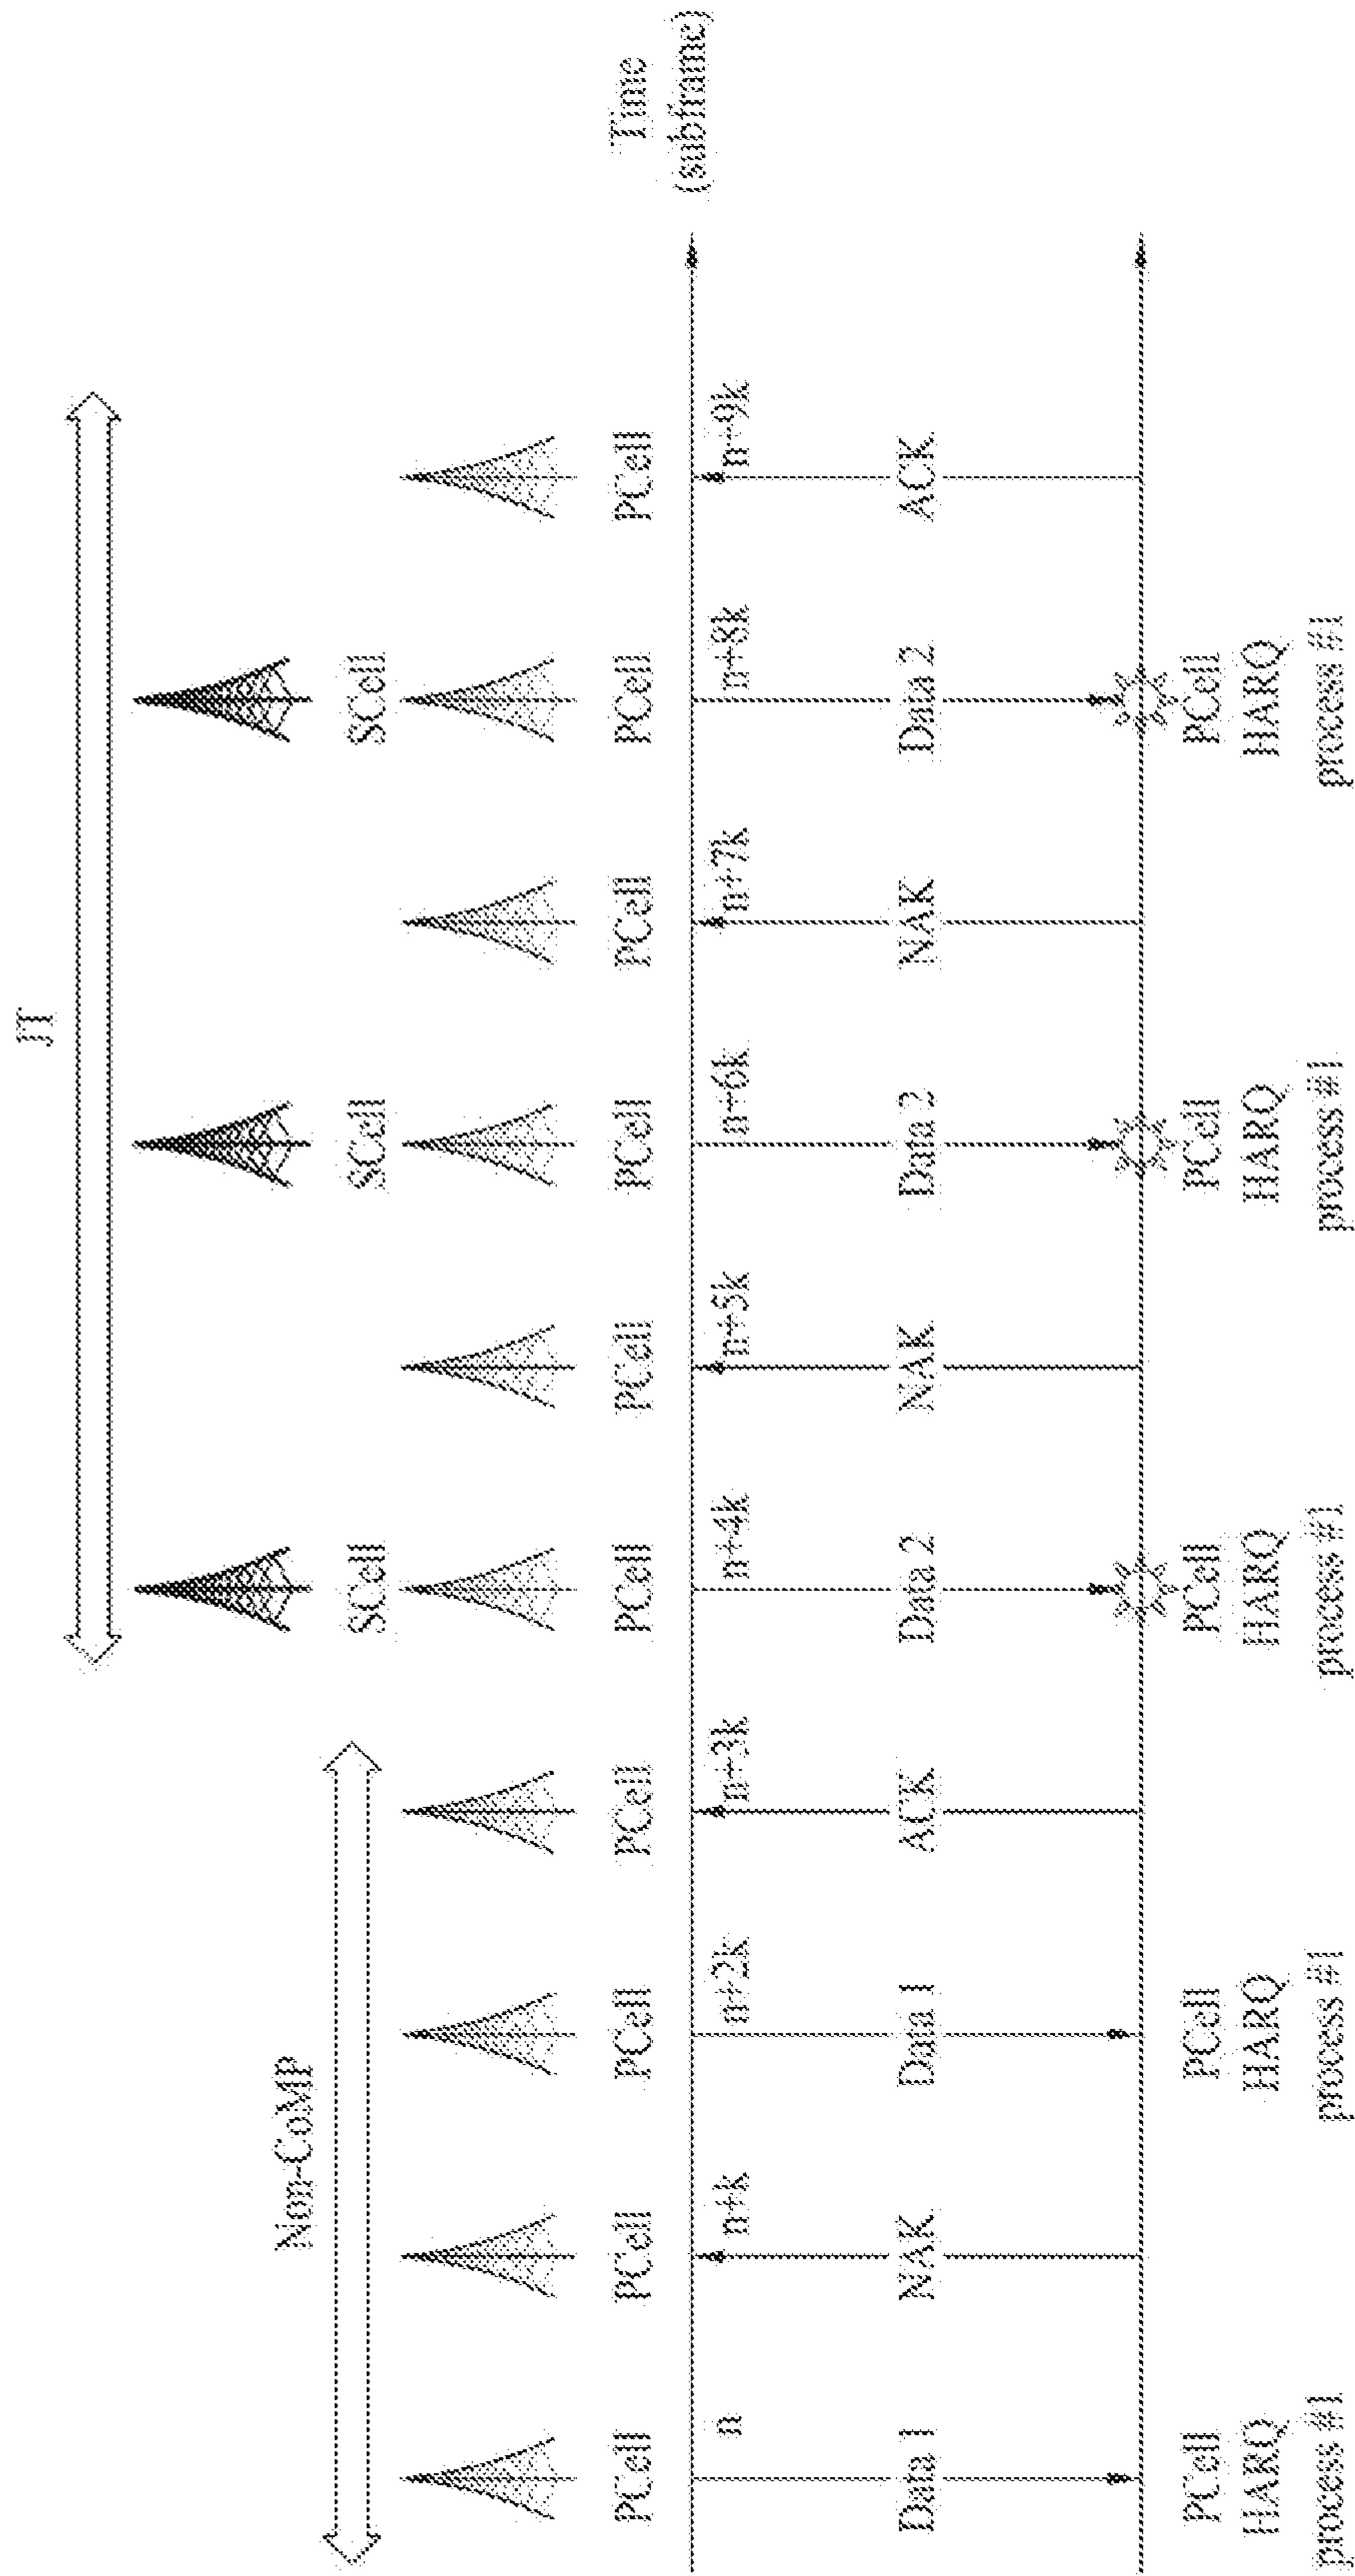 JT
Non-CoMP
SCell SCell SCell
PCell PCell PCell PCell PCell PCell PCell PCell PCell PCell
Time
(subframe)
n n+k n+2k n+3k n+4k n+5k n+6k n+7k n+8k n+9k
Data 1 NAK Data 1 ACK Data 2 NAK Data 2 NAK Data 2 ACK
PCell PCell PCell PCell PCell
HARQ HARQ HARQ HARQ HARQ
process #1 process #1 process #1 process #1 process #1